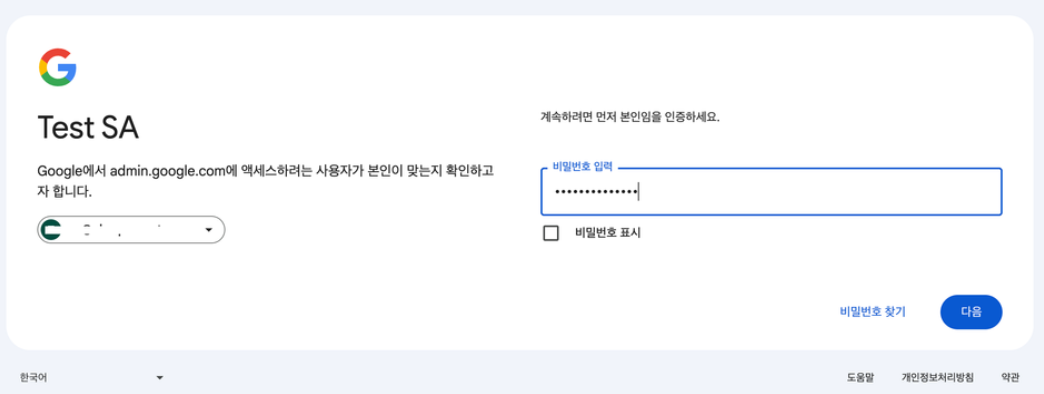 Test SA
Google에서 admin.google.com에 액세스하려는 사용자가 본인이 맞는지 확인하고
자 합니다.
계속하려면 먼저 본인임을 인증하세요.
비밀번호 입력
••••••••••••••
비밀번호 표시
비밀번호 찾기
다음
한국어
도움말
개인정보처리방침
약관